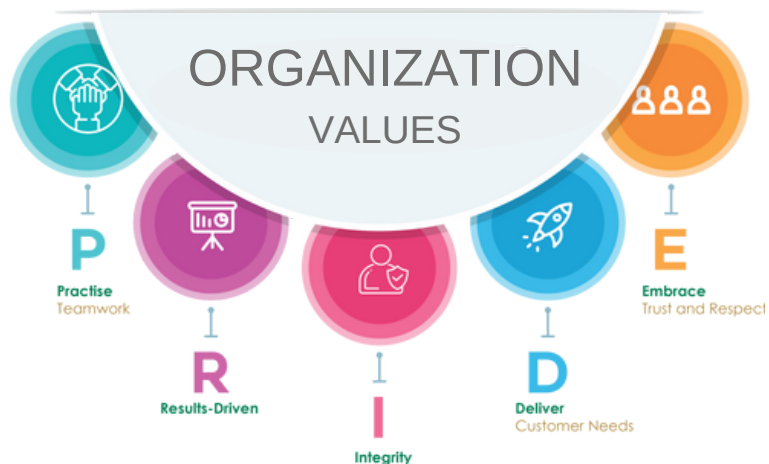 ORGANIZATION
VALUES
P
Practise
Teamwork
R
Results-Driven
I
Integrity
D
Deliver
Customer Needs
E
Embrace
Trust and Respect